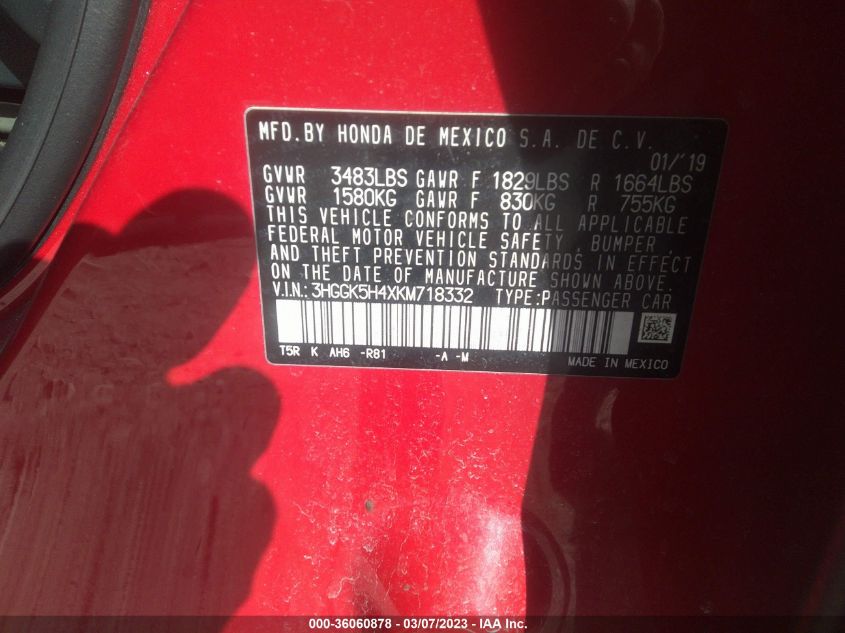 MFD.BY HONDA DE MEXICO S.A. DE C.V.
01/'19
GVWR 3483LBS GAWR F 1829LBS R 1664LBS
GVWR 1580KG GAWR F 830KG R 755KG
THIS VEHICLE CONFORMS TO ALL APPLICABLE
FEDERAL MOTOR VEHICLE SAFETY, BUMPER,
AND THEFT PREVENTION STANDARDS IN EFFECT
ON THE DATE OF MANUFACTURE SHOWN ABOVE.
V.I.N.: 3HGGK5H4XKM718332 TYPE:PASSENGER CAR
T5R K AH6 -R81 -A -M
MADE IN MEXICO
000-36060878 - 03/07/2023 - IAA Inc.